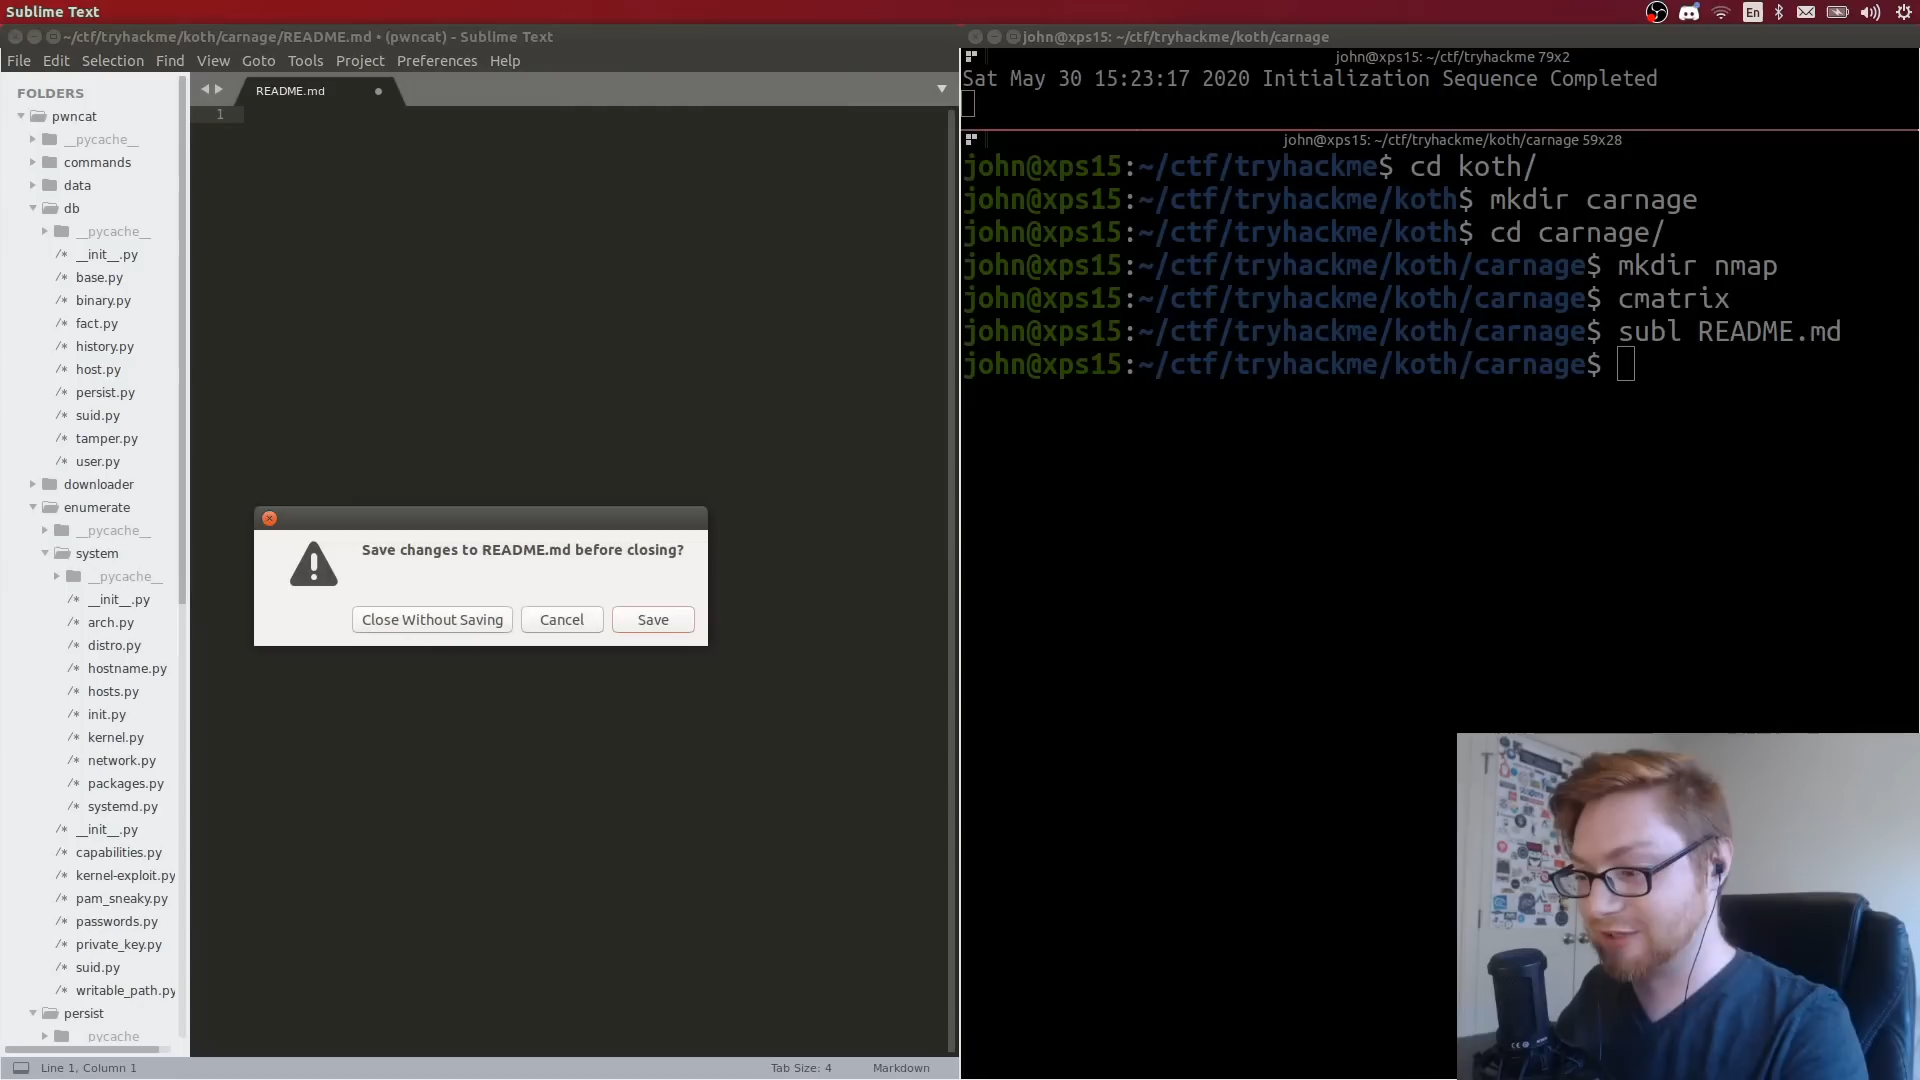 Sublime Text
En
~/ctf/tryhackme/koth/carnage/README.md • (pwncat) - Sublime Text
File Edit Selection Find View Goto Tools Project Preferences Help
FOLDERS
pwncat
__pycache__
commands
data
db
__pycache__
__init__.py
base.py
binary.py
fact.py
history.py
host.py
persist.py
suid.py
tamper.py
user.py
downloader
enumerate
__pycache__
system
__pycache__
__init__.py
arch.py
distro.py
hostname.py
hosts.py
init.py
kernel.py
network.py
packages.py
systemd.py
__init__.py
capabilities.py
kernel-exploit.py
pam_sneaky.py
passwords.py
private_key.py
suid.py
writable_path.py
persist
pycache
README.md
1
Save changes to README.md before closing?
Close Without Saving
Cancel
Save
Line 1, Column 1
Tab Size: 4
Markdown
john@xps15: ~/ctf/tryhackme/koth/carnage
john@xps15: ~/ctf/tryhackme 79x2
Sat May 30 15:23:17 2020 Initialization Sequence Completed
john@xps15: ~/ctf/tryhackme/koth/carnage 59x28
john@xps15:~/ctf/tryhackme$ cd koth/
john@xps15:~/ctf/tryhackme/koth$ mkdir carnage
john@xps15:~/ctf/tryhackme/koth$ cd carnage/
john@xps15:~/ctf/tryhackme/koth/carnage$ mkdir nmap
john@xps15:~/ctf/tryhackme/koth/carnage$ cmatrix
john@xps15:~/ctf/tryhackme/koth/carnage$ subl README.md
john@xps15:~/ctf/tryhackme/koth/carnage$